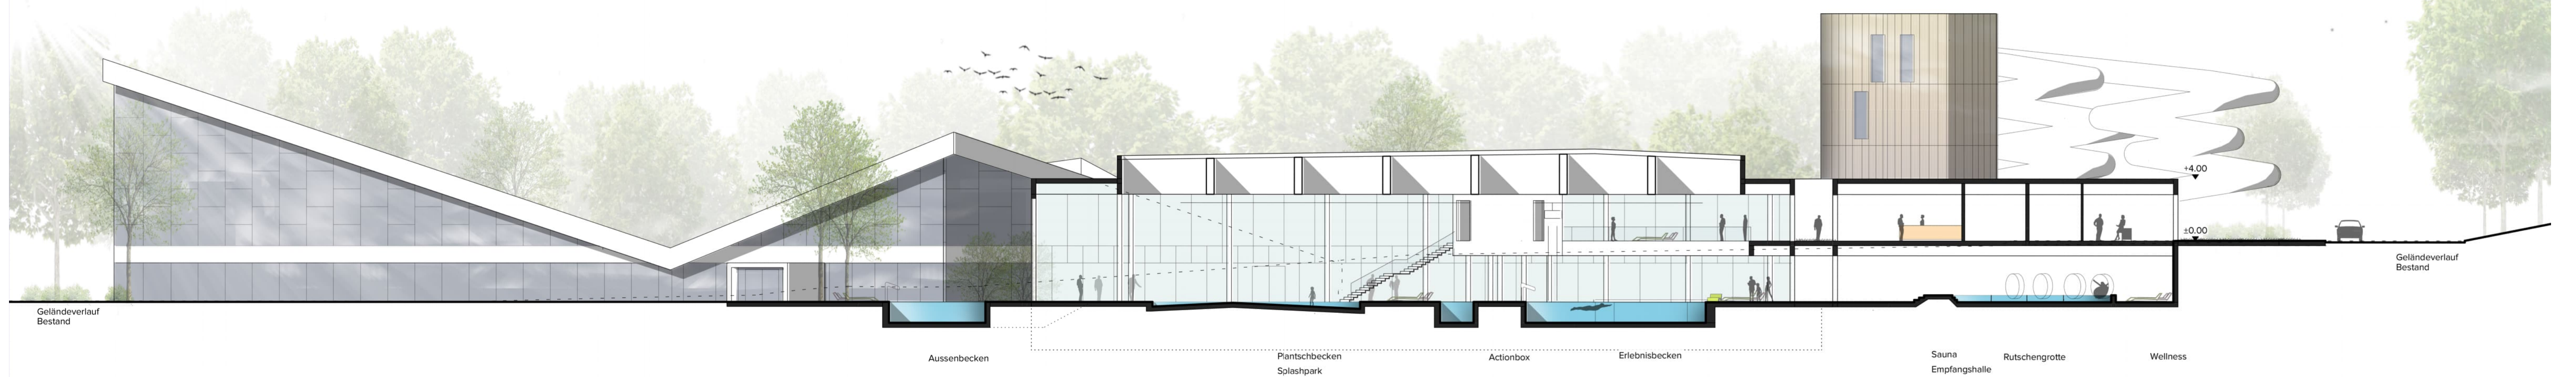 +4.00
±0.00
Geländeverlauf
Bestand
Geländeverlauf
Bestand
Aussenbecken
Plantschbecken
Splashpark
Actionbox
Erlebnisbecken
Sauna
Empfangshalle
Rutschengrotte
Wellness